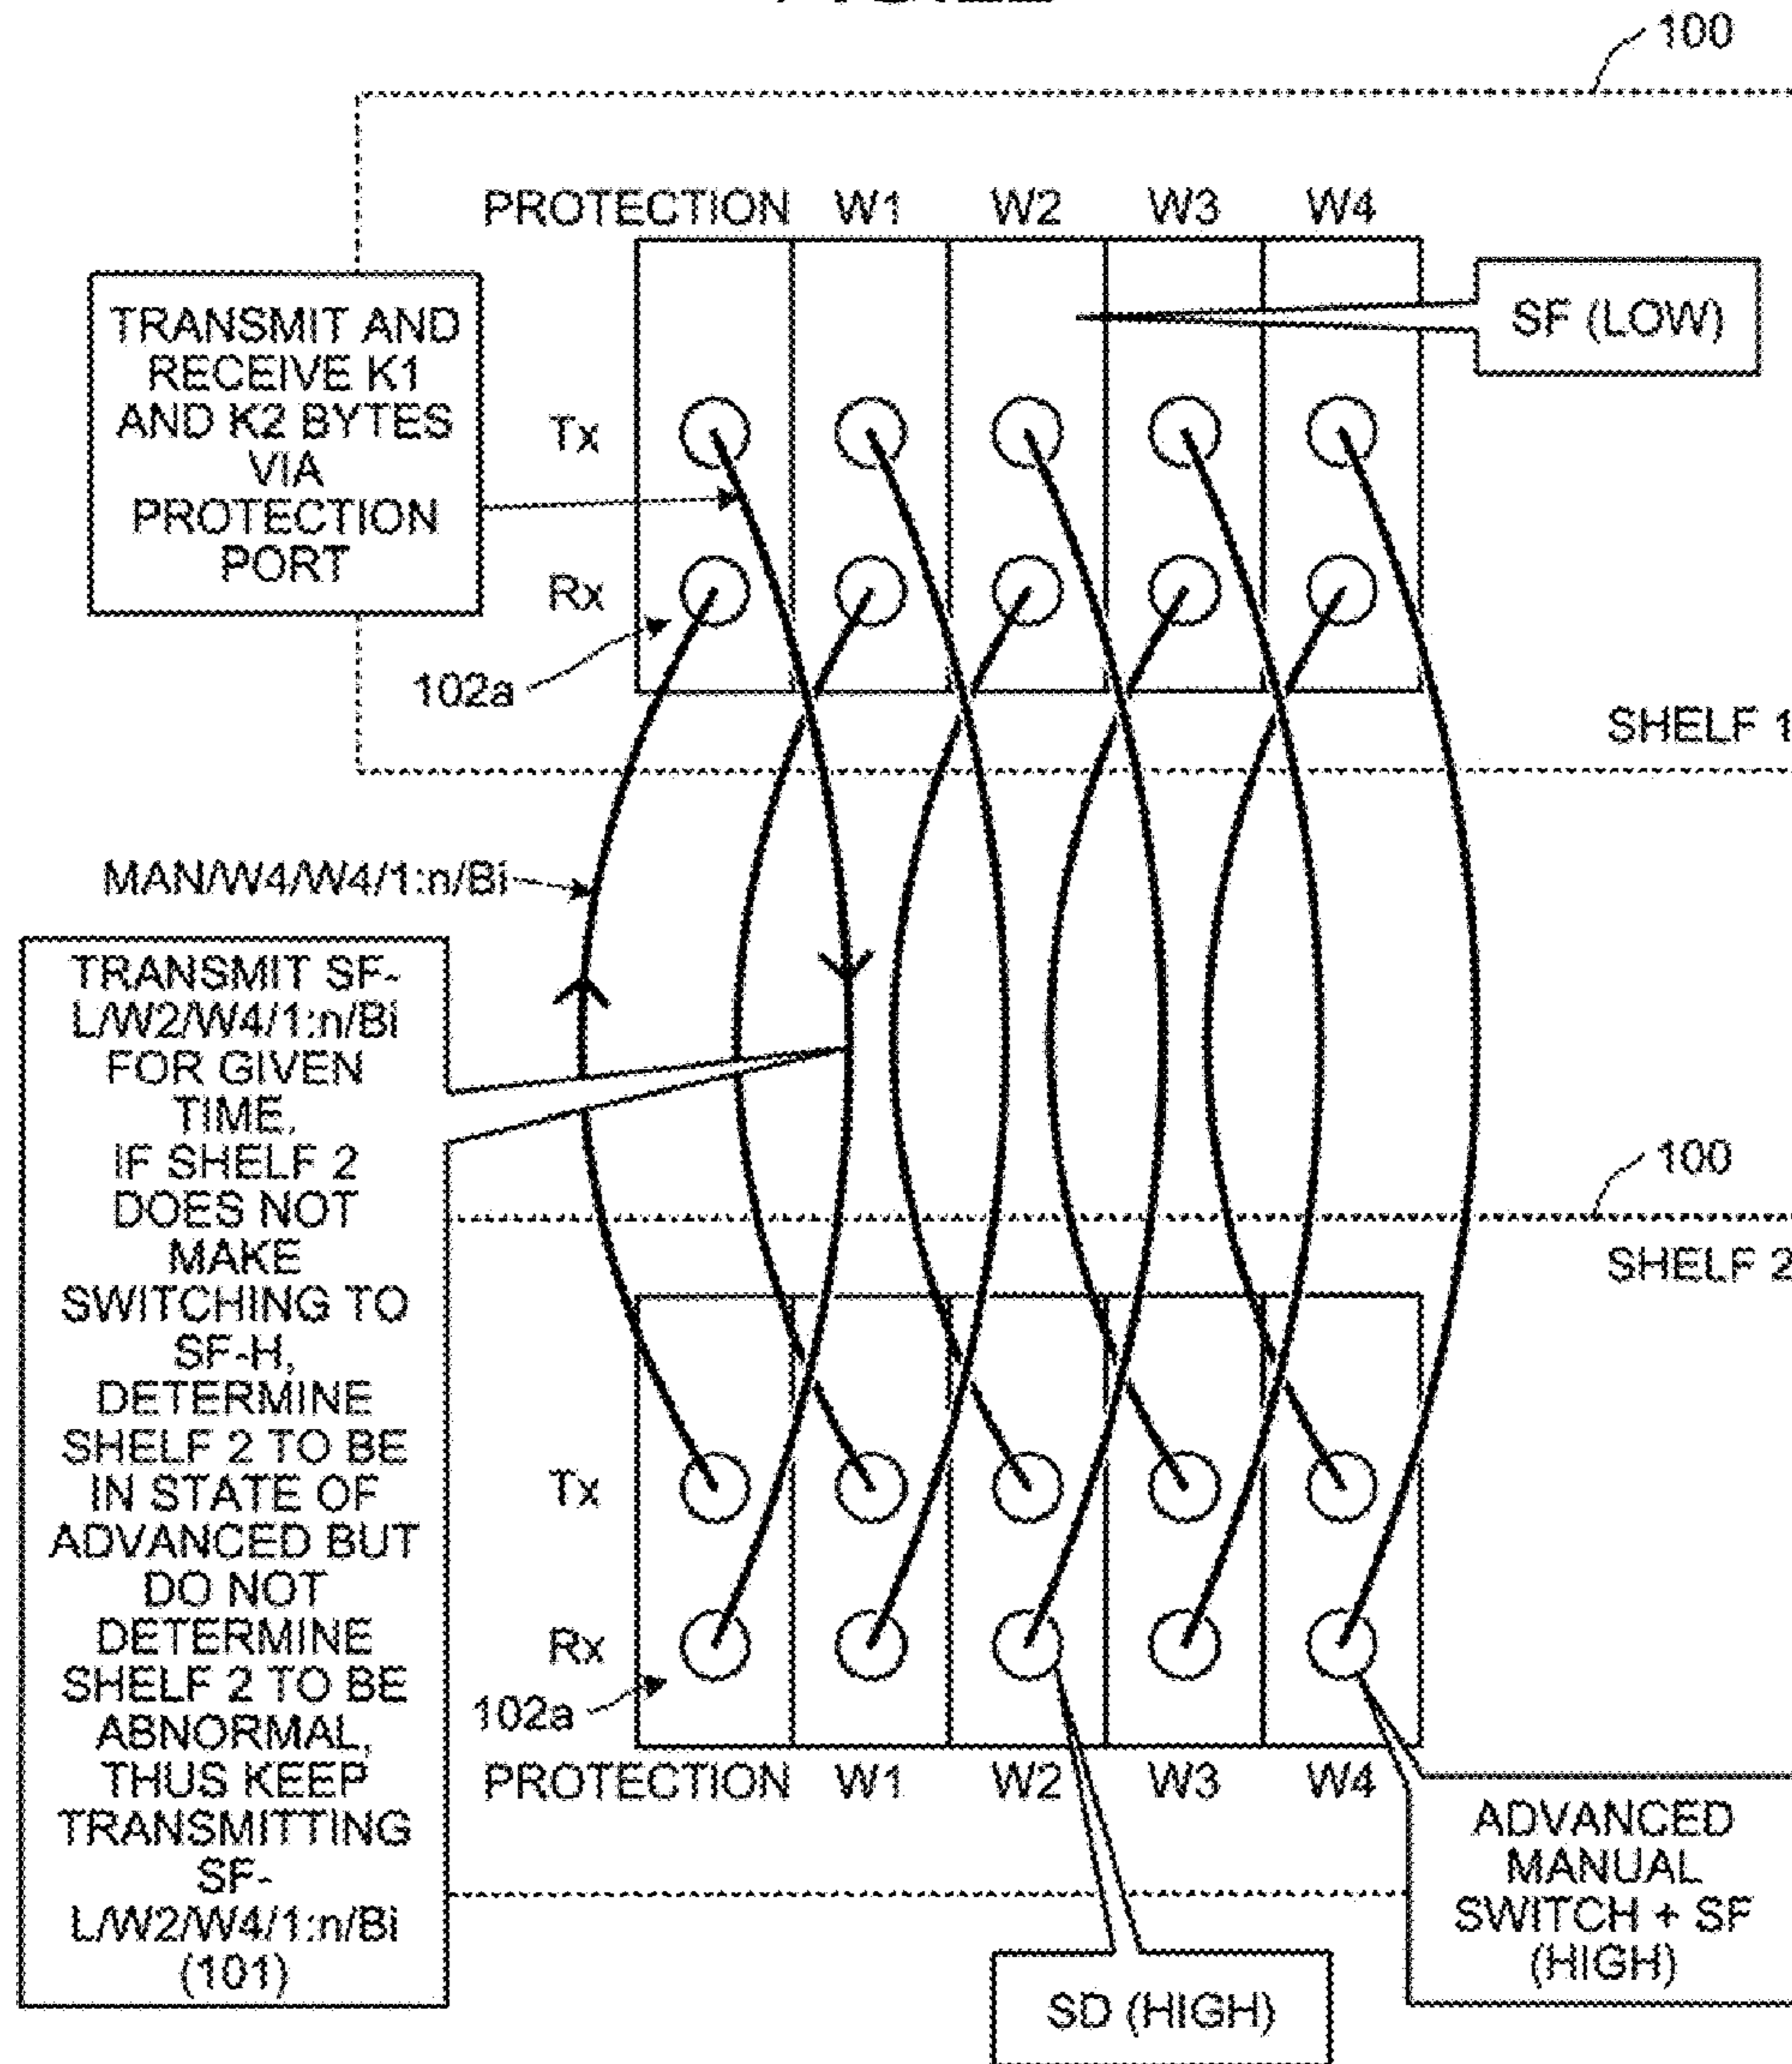 100
PROTECTION W1 W2 W3 W4
TRANSMIT AND
RECEIVE K1
AND K2 BYTES
VIA
PROTECTION
PORT
SF (LOW)
Tx
Rx
102a
SHELF 1
MAN/W4/W4/1:n/Bi
TRANSMIT SF-
L/W2/W4/1:n/Bi
FOR GIVEN
TIME.
IF SHELF 2
DOES NOT
MAKE
SWITCHING TO
SF-H,
DETERMINE
SHELF 2 TO BE
IN STATE OF
ADVANCED BUT
DO NOT
DETERMINE
SHELF 2 TO BE
ABNORMAL,
THUS KEEP
TRANSMITTING
SF-
L/W2/W4/1:n/Bi
(101)
100
SHELF 2
Tx
Rx
102a
PROTECTION W1 W2 W3 W4
ADVANCED
MANUAL
SWITCH + SF
(HIGH)
SD (HIGH)